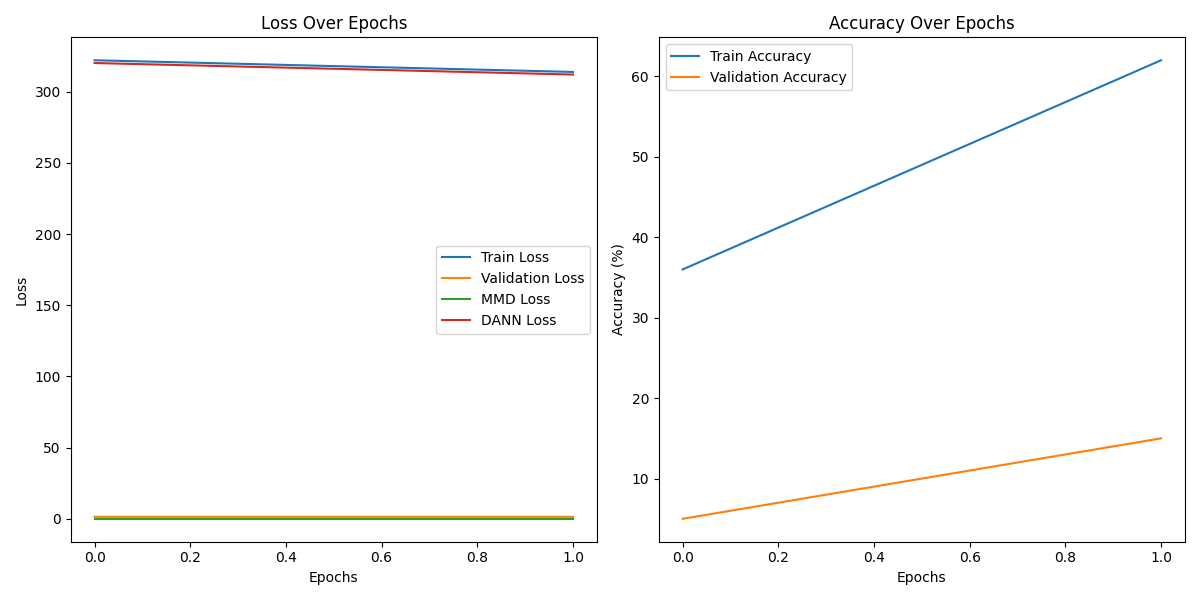 Loss Over Epochs
300
250
200
150
100
50
0
Loss
Train Loss
Validation Loss
MMD Loss
DANN Loss
0.0 0.2 0.4 0.6 0.8 1.0
Epochs
Accuracy Over Epochs
Train Accuracy
Validation Accuracy
60
50
40
30
20
10
Accuracy (%)
0.0 0.2 0.4 0.6 0.8 1.0
Epochs